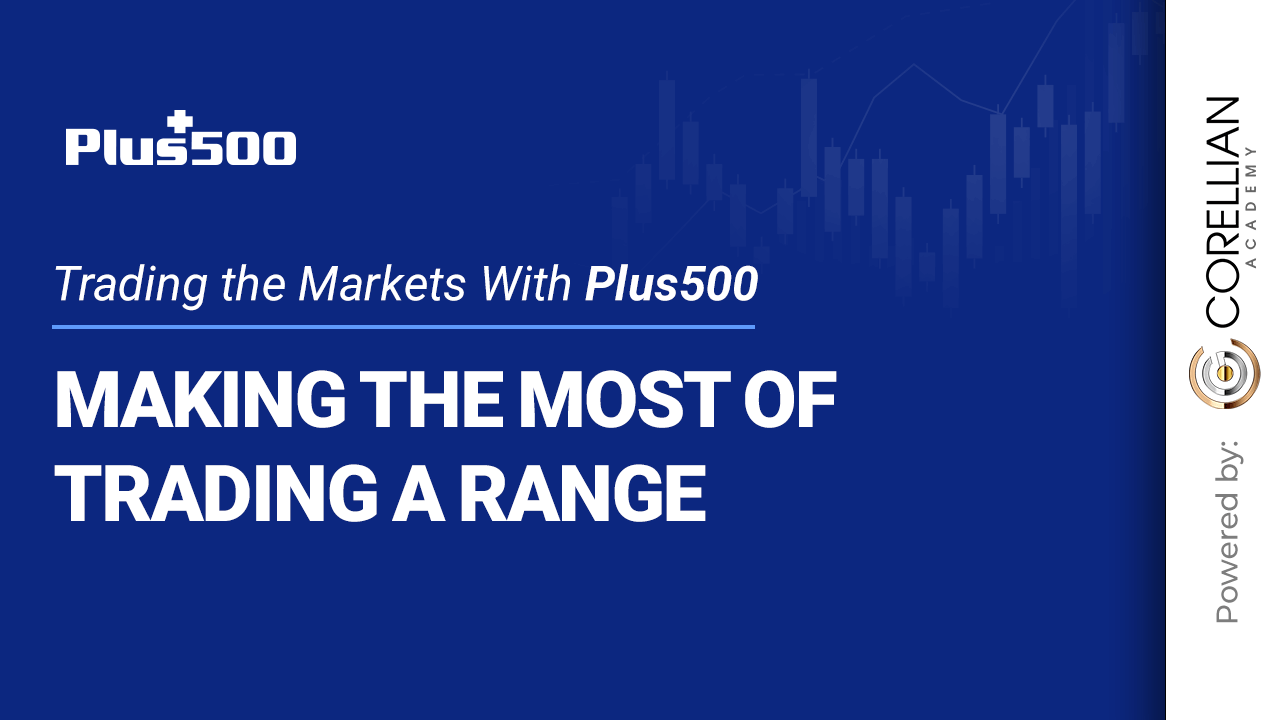 Plus500
Trading the Markets With Plus500
MAKING THE MOST OF
TRADING A RANGE
Powered by:
CORELLIAN
ACADEMY